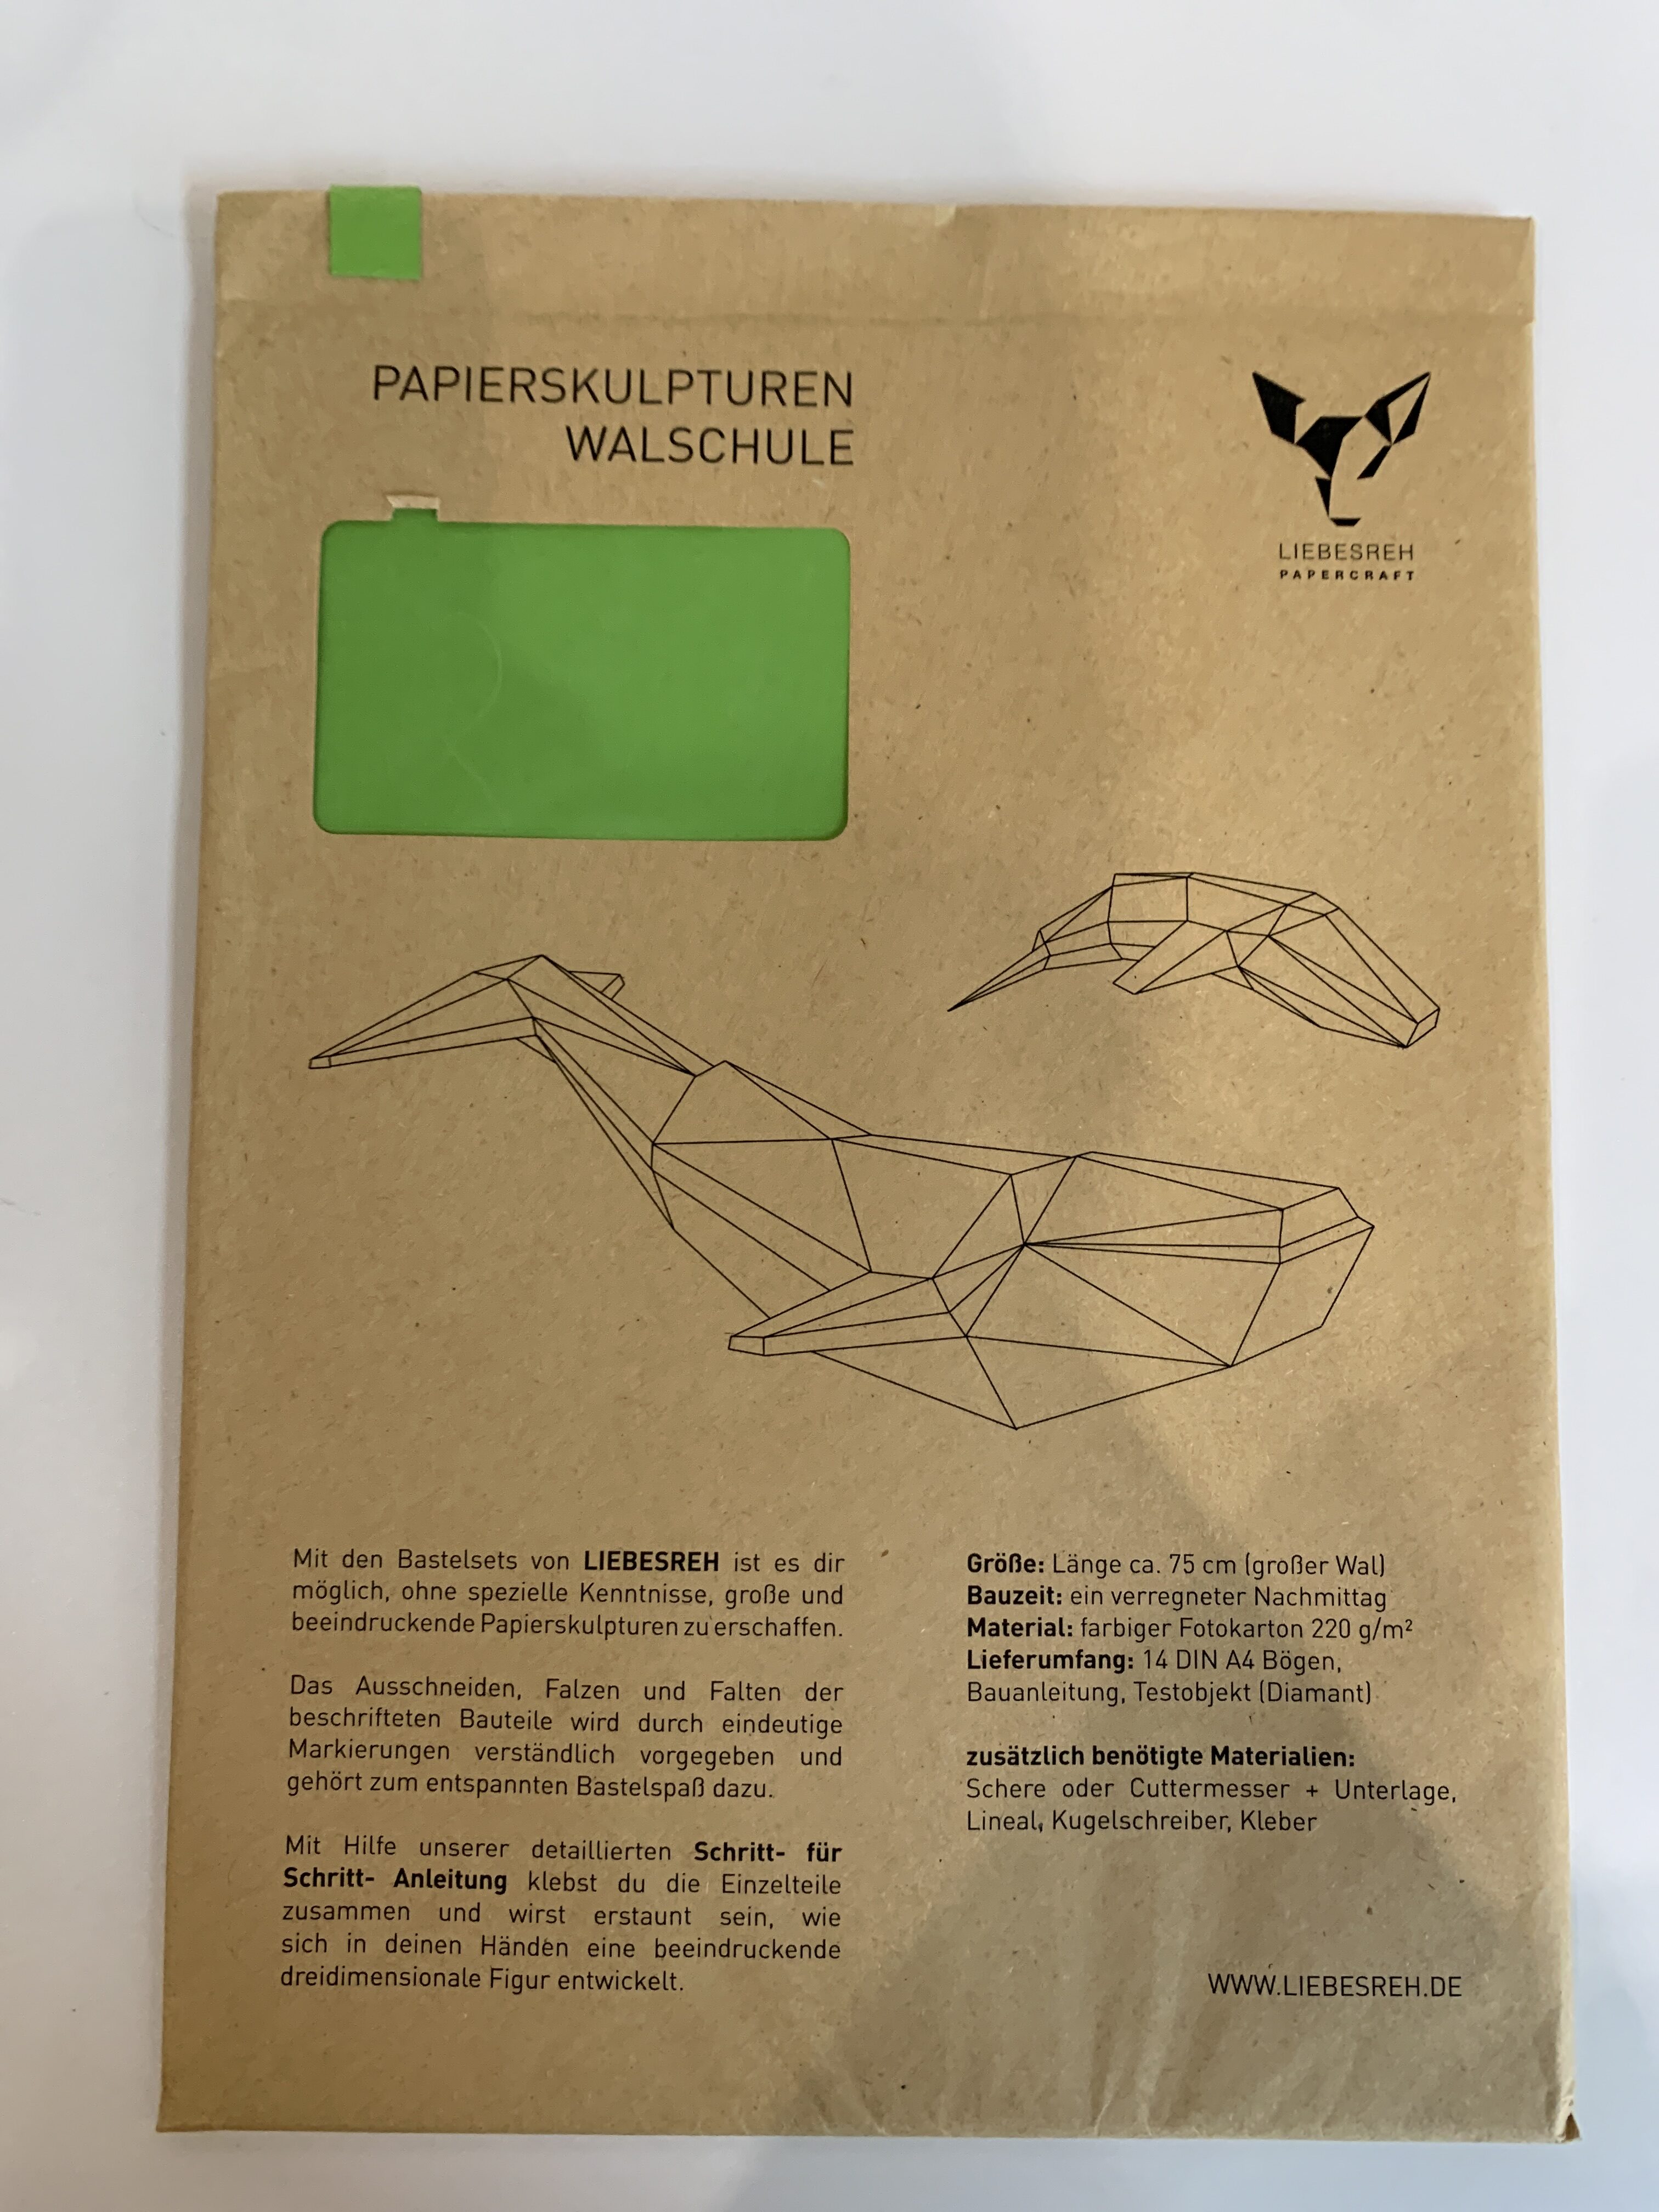 PAPIERSKULPTUREN
WALSCHULE
LIEBESREH
PAPERCRAFT
Mit den Bastelsets von LIEBESREH ist es dir
möglich, ohne spezielle Kenntnisse, große und
beeindruckende Papierskulpturen zu erschaffen.
Das Ausschneiden, Falzen und Falten der
beschrifteten Bauteile wird durch eindeutige
Markierungen verständlich vorgegeben und
gehört zum entspannten Bastelspaß dazu.
Mit Hilfe unserer detaillierten Schritt- für
Schritt- Anleitung klebst du die Einzelteile
zusammen und wirst erstaunt sein, wie
sich in deinen Händen eine beeindruckende
dreidimensionale Figur entwickelt.
Größe: Länge ca. 75 cm (großer Wal)
Bauzeit: ein verregneter Nachmittag
Material: farbiger Fotokarton 220 g/m²
Lieferumfang: 14 DIN A4 Bögen,
Bauanleitung, Testobjekt (Diamant)
zusätzlich benötigte Materialien:
Schere oder Cuttermesser + Unterlage,
Lineal, Kugelschreiber, Kleber
WWW.LIEBESREH.DE